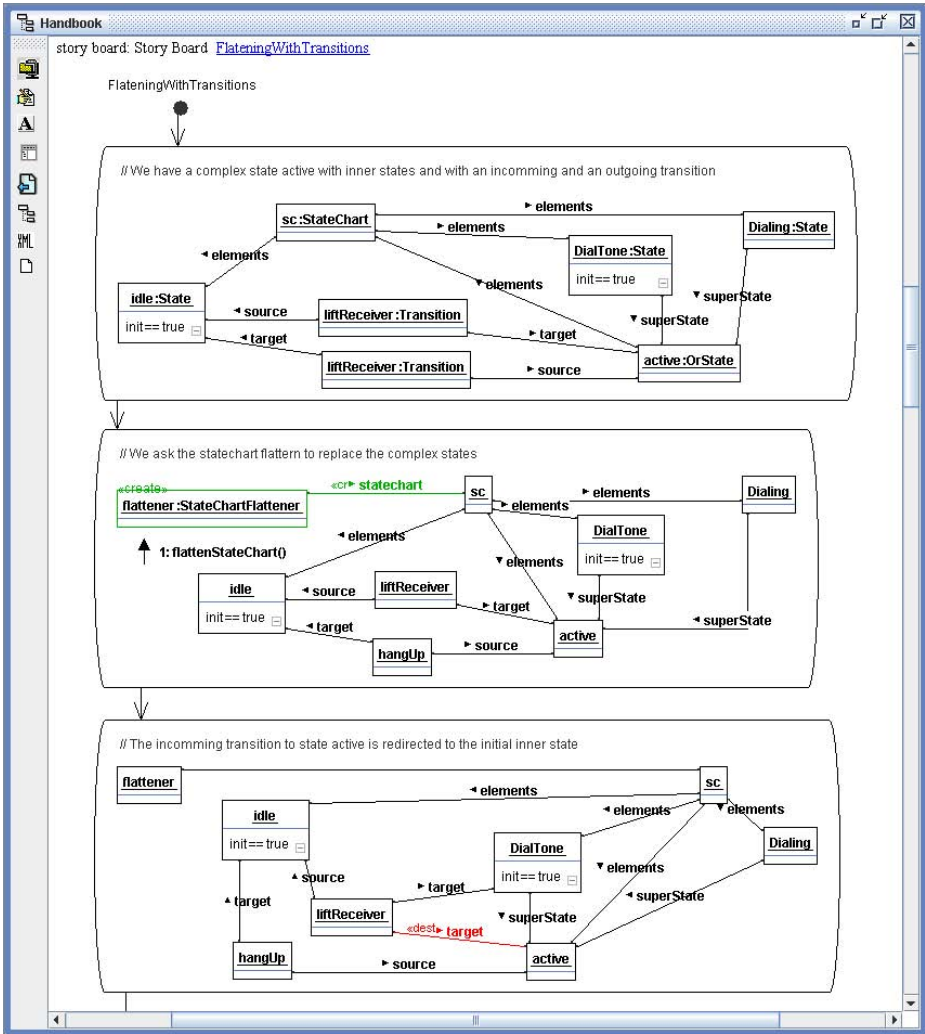 Handbook
story board: Story Board FlateningWithTransitions
FlateningWithTransitions
// We have a complex state active with inner states and with an incomming and an outgoing transition
elements
sc :StateChart
elements
Dialing :State
DialTone :State
elements
init== true
elements
idle :State
superState
init== true
source
liftReceiver :Transition
superState
target
target
active :OrState
liftReceiver :Transition
source
// We ask the statechart flattern to replace the complex states
«create»
«cr statechart
sc
elements
Dialing
flattener :StateChartFlattener
elements
DialTone
elements
1: flattenStateChart()
elements
init== true
idle
source
liftReceiver
superState
init== true
target
superState
target
active
hangUp
source
// The incomming transition to state active is redirected to the initial inner state
flattener
sc
elements
idle
elements
elements
DialTone
Dialing
init== true
elements
source
init== true
target
superState
target
liftReceiver
superState
«dest target
hangUp
active
source
XML
A